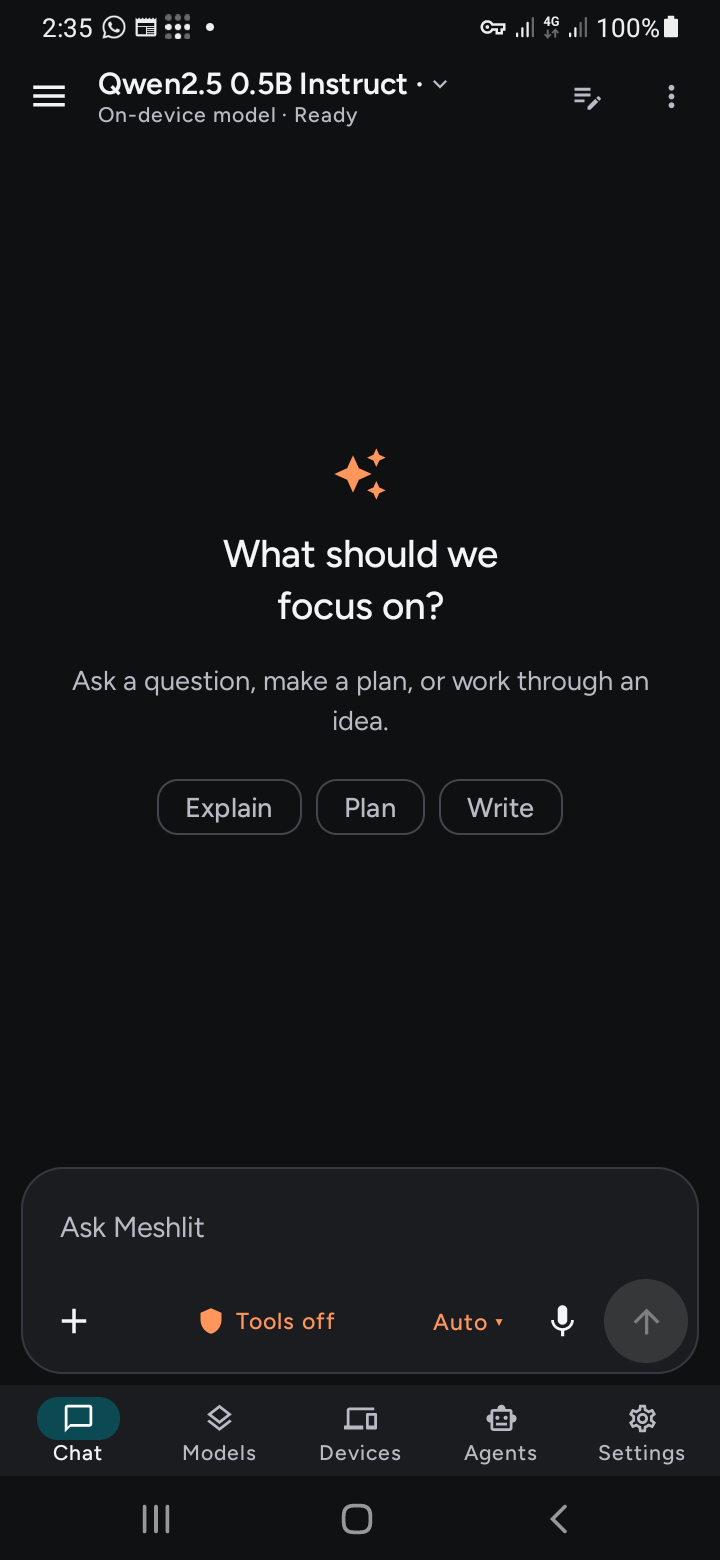 2:35
4G
100%
Qwen2.5 0.5B Instruct ·
On-device model · Ready
What should we
focus on?
Ask a question, make a plan, or work through an
idea.
Explain Plan Write
Ask Meshlit
Tools off
Auto
Chat Models Devices Agents Settings